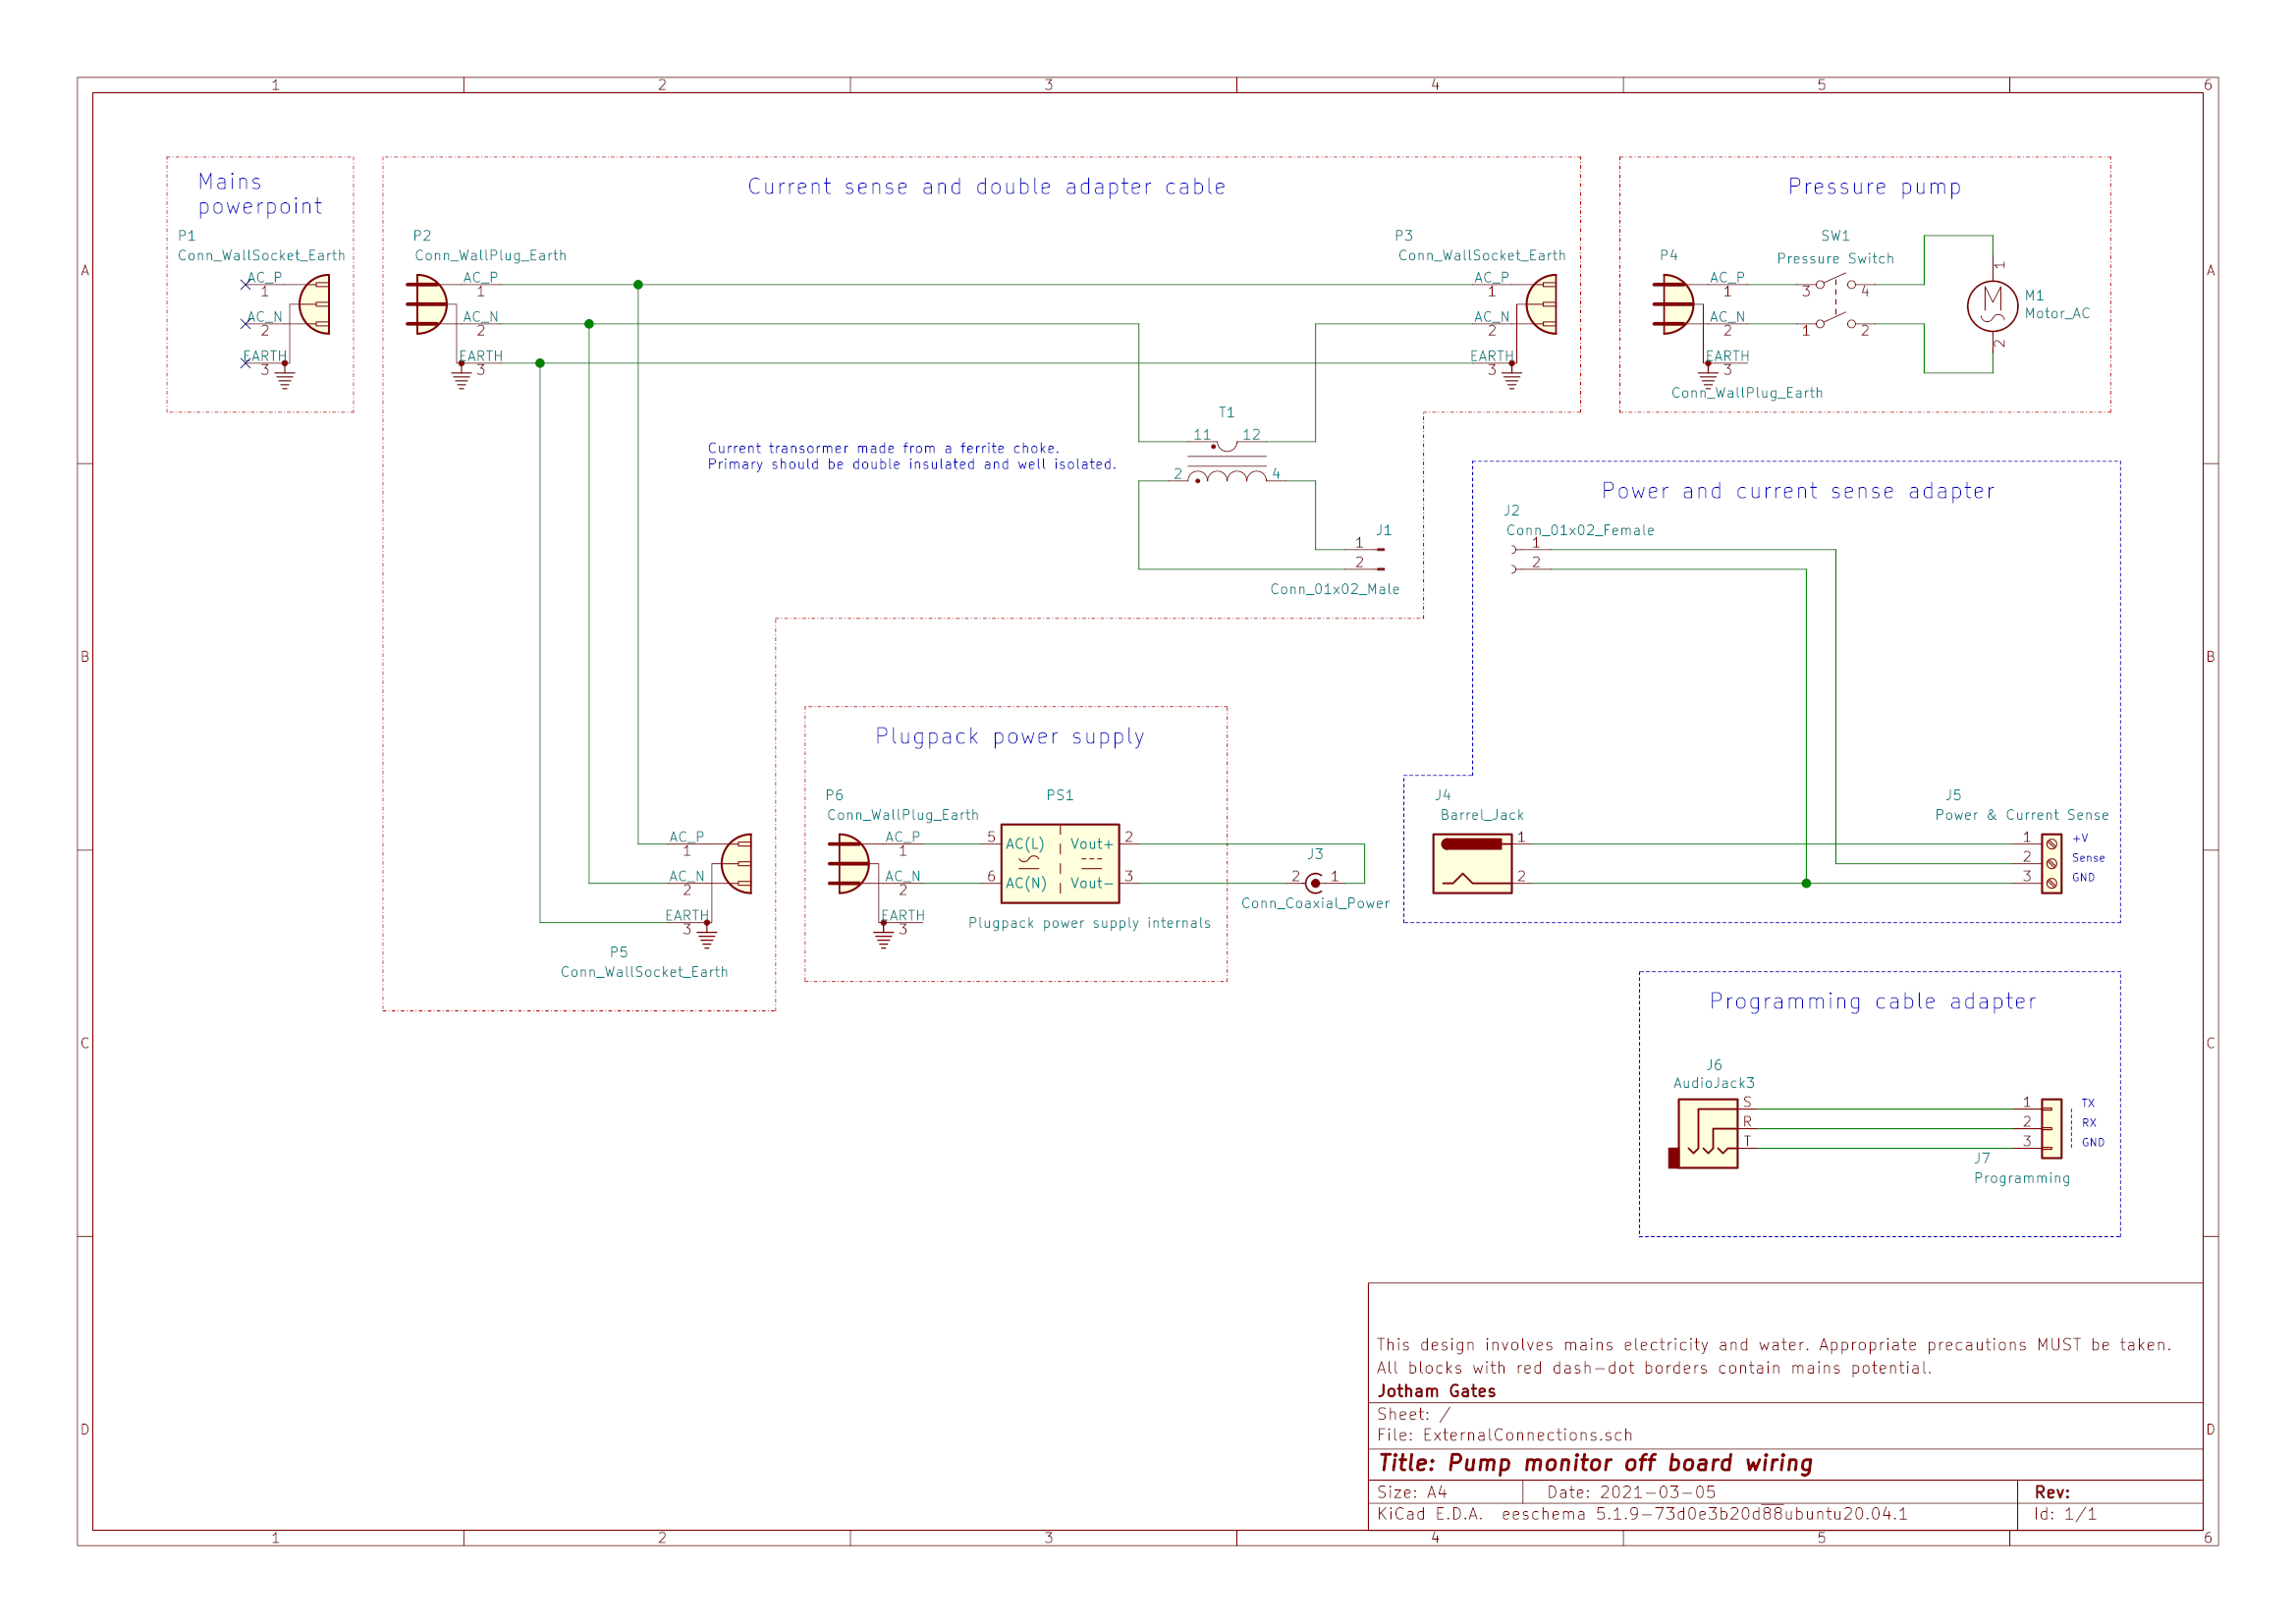 1 2 3 4 5 6
A A
B B
C C
D D
1 2 3 4 5 6
Mains
powerpoint
P1
Conn_WallSocket_Earth
AC_P
1
AC_N
2
EARTH
3
Current sense and double adapter cable
P2
Conn_WallPlug_Earth
AC_P
1
AC_N
2
EARTH
3
P3
Conn_WallSocket_Earth
AC_P
1
AC_N
2
EARTH
3
T1
11 12
2 4
Current transormer made from a ferrite choke.
Primary should be double insulated and well isolated.
J1
1
2
Conn_01x02_Male
AC_P
1
AC_N
2
EARTH
3
P5
Conn_WallSocket_Earth
Pressure pump
P4
AC_P
1
AC_N
2
EARTH
3
Conn_WallPlug_Earth
SW1
Pressure Switch
3 4
1 2
1
M
M1
Motor_AC
2
Power and current sense adapter
J2
Conn_01x02_Female
1
2
J4
Barrel_Jack
1
2
J5
Power & Current Sense
1 +V
2 Sense
3 GND
Plugpack power supply
P6
Conn_WallPlug_Earth
AC_P
1
AC_N
2
EARTH
3
PS1
5 AC(L) Vout+ 2
6 AC(N) Vout- 3
Plugpack power supply internals
J3
2 1
Conn_Coaxial_Power
Programming cable adapter
J6
AudioJack3
S
R
T
1 TX
2 RX
3 GND
J7
Programming
This design involves mains electricity and water. Appropriate precautions MUST be taken.
All blocks with red dash-dot borders contain mains potential.
Jotham Gates
Sheet: /
File: ExternalConnections.sch
Title: Pump monitor off board wiring
Size: A4 Date: 2021-03-05 Rev:
KiCad E.D.A. eeschema 5.1.9-73d0e3b20d88ubuntu20.04.1 Id: 1/1